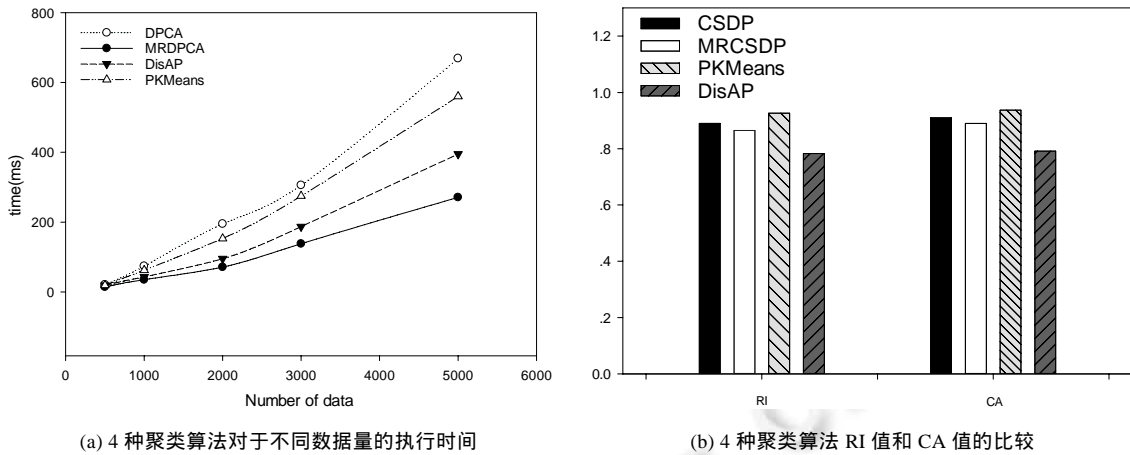 800
600
400
200
0
time(ms)
DPCA
MRDPCA
DisAP
PKMeans
0 1000 2000 3000 4000 5000 6000
Number of data
(a) 4 种聚类算法对于不同数据量的执行时间
1.2
1.0
.8
.6
.4
.2
0.0
CSDP
MRCSDP
PKMeans
DisAP
RI CA
(b) 4 种聚类算法 RI 值和 CA 值的比较